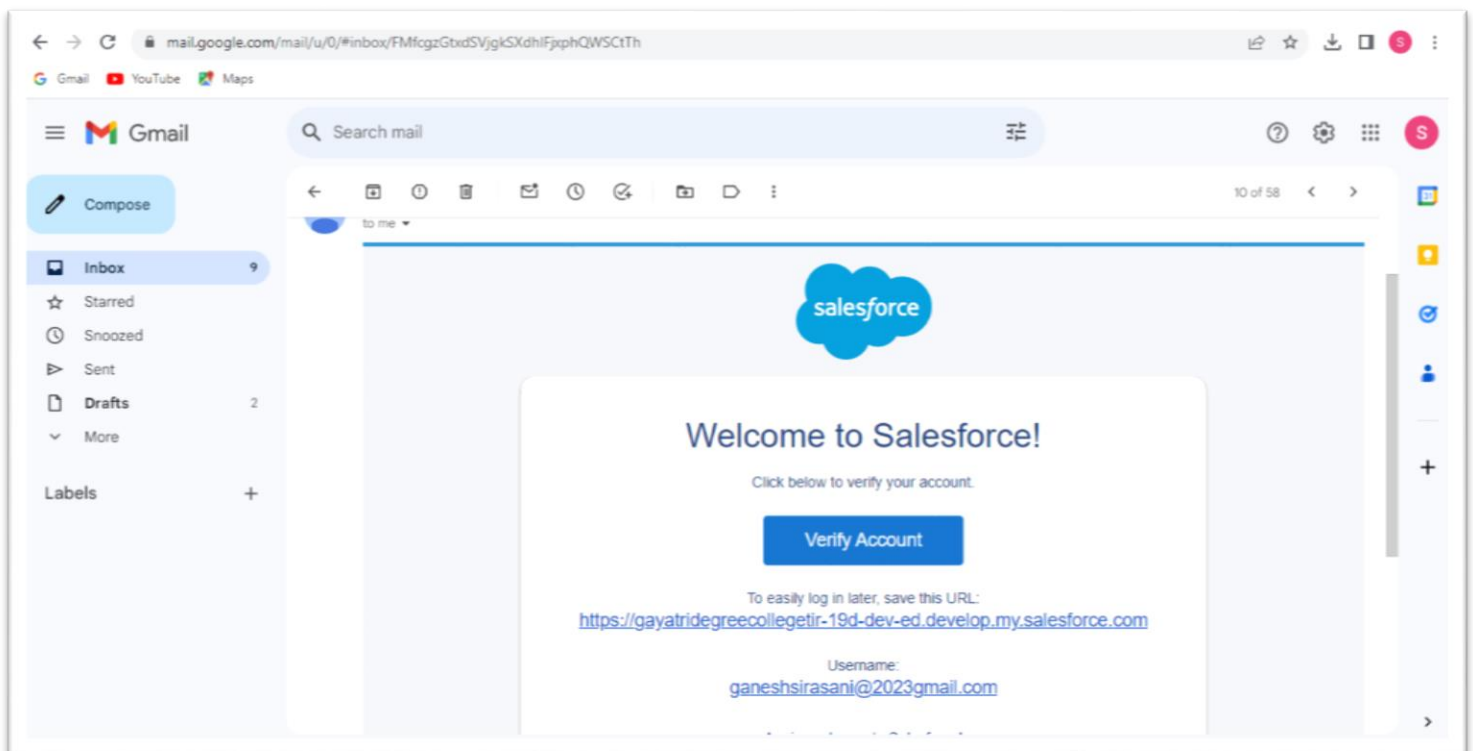 mail.google.com/mail/u/0/#inbox/FMfcgzGtxdSVjgkSXdhlFjxphQWSCtTh
S
G Gmail YouTube Maps
Gmail
Search mail
S
Compose
10 of 58
31
to me
Inbox 9
Starred
Snoozed
Sent
Drafts 2
More
Labels
salesforce
Welcome to Salesforce!
Click below to verify your account.
Verify Account
To easily log in later, save this URL:
https://gayatridegreecollegetir-19d-dev-ed.develop.my.salesforce.com
Username:
ganeshsirasani@2023gmail.com